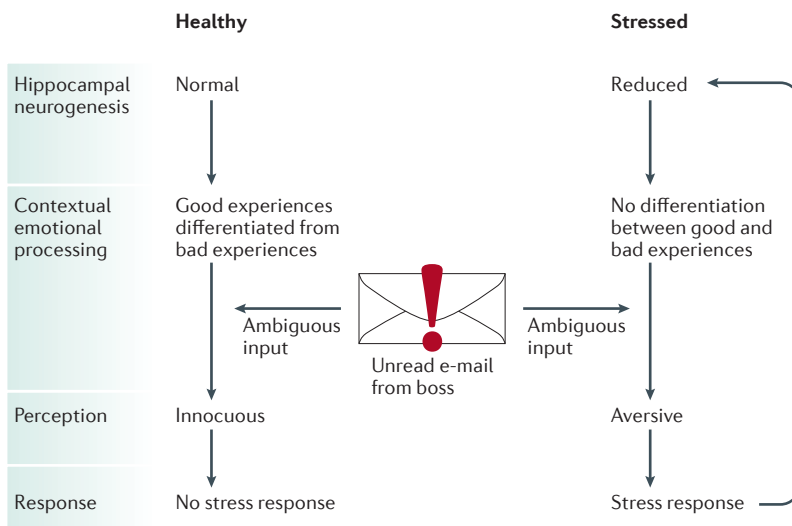 Healthy
Stressed
Hippocampal
neurogenesis
Normal
Reduced
Contextual
emotional
processing
Good experiences
differentiated from
bad experiences
No differentiation
between good and
bad experiences
Ambiguous
input
Unread e-mail
from boss
Ambiguous
input
Perception
Innocuous
Aversive
Response
No stress response
Stress response